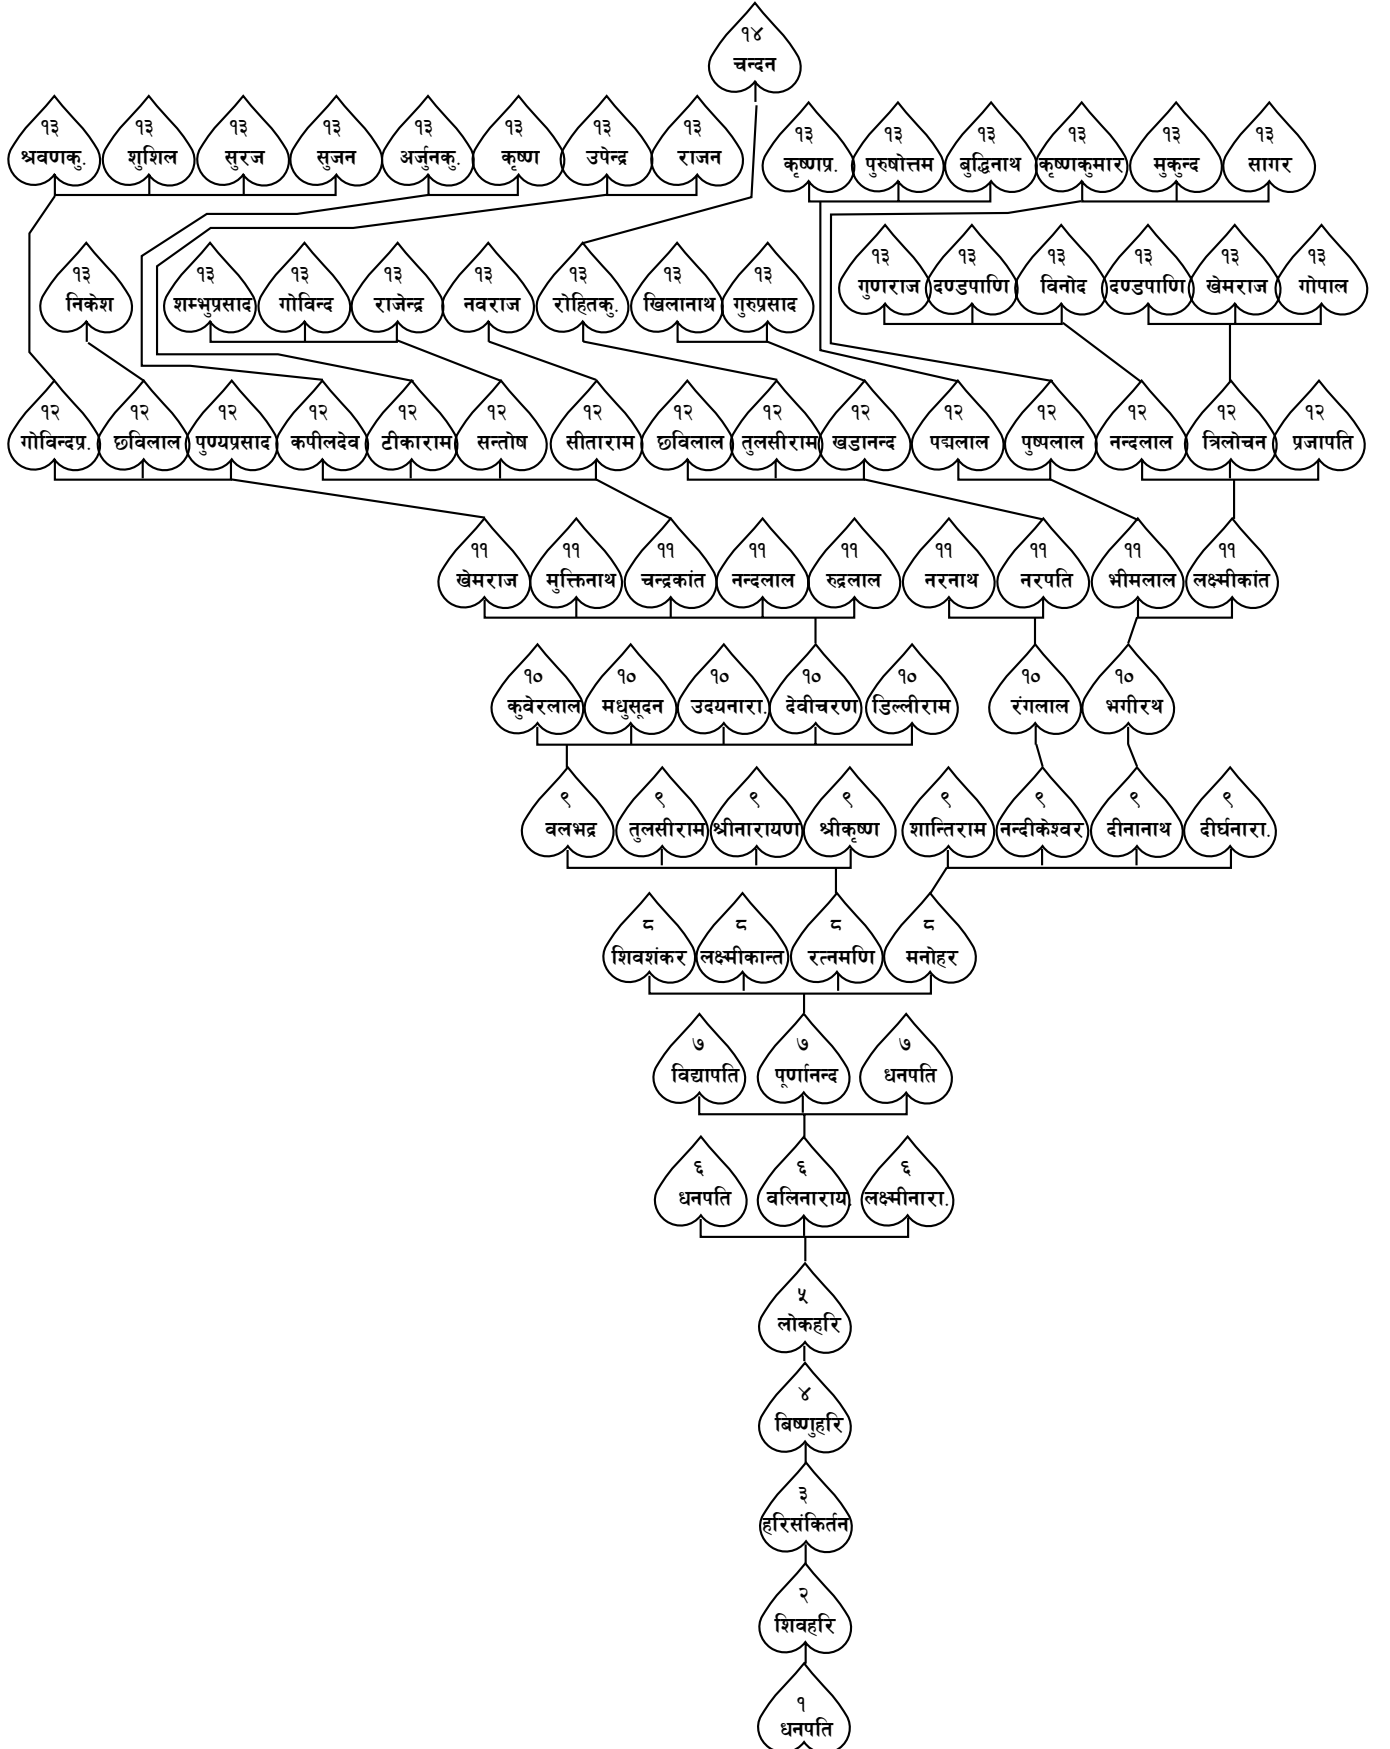 १४
चन्दन
१३ १३ १३ १३ १३ १३ १३ १३ १३ १३ १३ १३ १३ १३
श्रवणकु. शुशिल सुरज सुजन अर्जुनकु. कृष्ण उपेन्द्र राजन कृष्णप्र. पुरुषोत्तम बुद्धिनाथ कृष्णकुमार मुकुन्द सागर
१३ १३ १३ १३ १३ १३ १३ १३ १३ १३ १३ १३ १३ १३
निकेश शम्भुप्रसाद गोविन्द राजेन्द्र नवराज रोहितकु. खिलानाथ गुरुप्रसाद गुणराज दण्डपाणि विनोद दण्डपाणि खेमराज गोपाल
१२ १२ १२ १२ १२ १२ १२ १२ १२ १२ १२ १२ १२ १२ १२
गोविन्दप्र. छविलाल पुण्यप्रसाद कपीलदेव टीकाराम सन्तोष सीताराम छविलाल तुलसीराम खडानन्द पद्मलाल पुष्पलाल नन्दलाल त्रिलोचन प्रजापति
११ ११ ११ ११ ११ ११ ११ ११ ११
खेमराज मुक्तिनाथ चन्द्रकांत नन्दलाल रुद्रलाल नरनाथ नरपति भीमलाल लक्ष्मीकांत
१० १० १० १० १० १० १०
कुवेरलाल मधुसूदन उदयनारा. देवीचरण डिल्लीराम रंगलाल भगीरथ
९ ९ ९ ९ ९ ९ ९ ९
वलभद्र तुलसीराम श्रीनारायण श्रीकृष्ण शान्तिराम नन्दीकेश्वर दीनानाथ दीर्घनारा.
८ ८ ८ ८
शिवशंकर लक्ष्मीकान्त रत्नमणि मनोहर
७ ७ ७
विद्यापति पूर्णानन्द धनपति
६ ६ ६
धनपति वलिनाराय. लक्ष्मीनारा.
५
लोकहरि
४
बिष्णुहरि
३
हरिसंकिर्तन
२
शिवहरि
१
धनपति